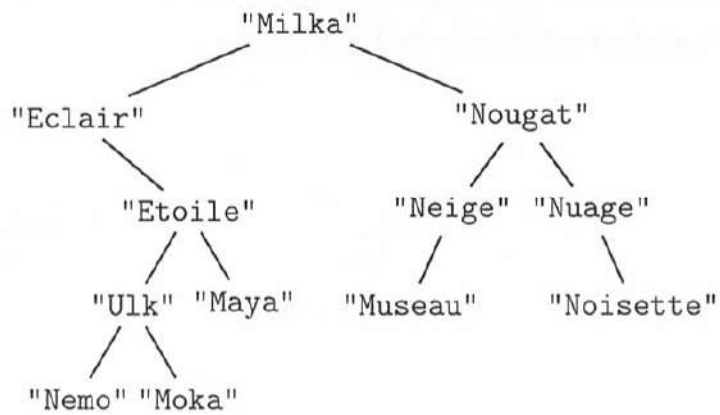 "Milka"
"Eclair" "Nougat"
"Etoile" "Neige" "Nuage"
"Ulk" "Maya" "Museau" "Noisette"
"Nemo" "Moka"